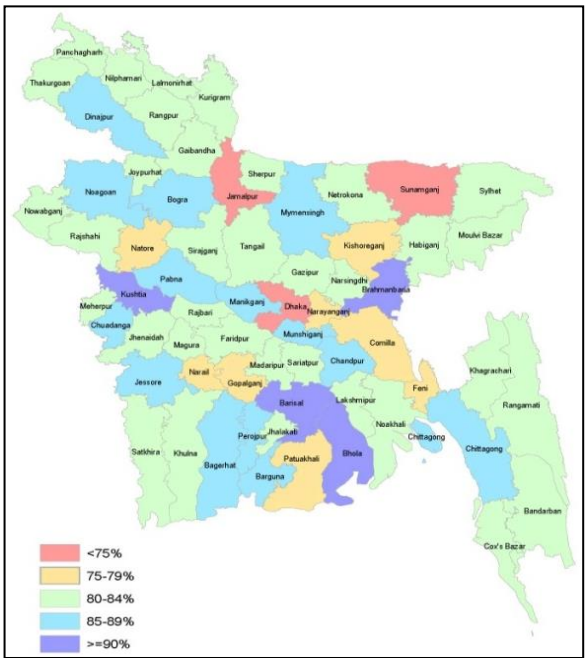 Panchagharh
Thakurgoan
Nilphamari
Lalmonirhat
Kurigram
Dinajpur
Rangpur
Gaibandha
Joypurhat
Sherpur
Jamalpur
Noagoan
Bogra
Mymensingh
Netrokona
Sunamganj
Sylhet
Nowabganj
Rajshahi
Natore
Sirajganj
Tangail
Kishoreganj
Habiganj
Moulvi Bazar
Gazipur
Narsingdhi
Pabna
Kushtia
Brahmanbaria
Meherpur
Manikganj
Dhaka
Narayanganj
Rajbari
Chuadanga
Jhenaidah
Magura
Faridpur
Munshiganj
Comilla
Madaripur
Sariatpur
Chandpur
Khagrachari
Jessore
Narail
Gopalganj
Feni
Barisal
Lakshmipur
Rangamati
Noakhali
Jhalakab
Perojpur
Chittagong
Satkhira
Khulna
Bagerhat
Patuakhali
Bhola
Chittagong
Barguna
Bandarban
Cox's Bazar
<75%
75-79%
80-84%
85-89%
>=90%